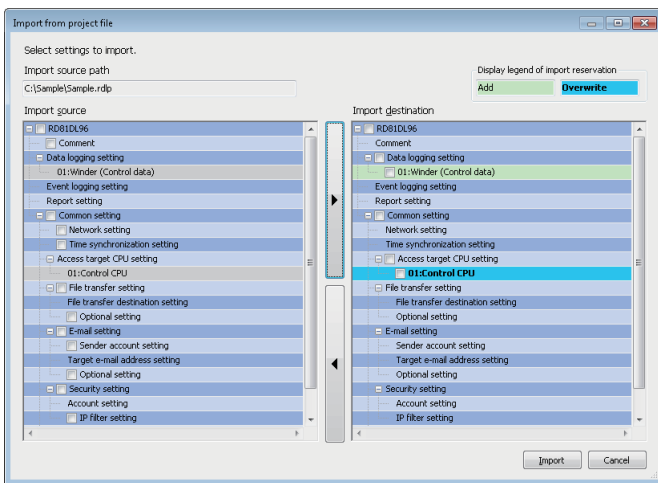 Import from project file
Select settings to import.
Import source path
Display legend of import reservation
C:\Sample\Sample.rdlp
Add
Overwrite
Import source
RD81DL96
Comment
Data logging setting
01:Winder (Control data)
Event logging setting
Report setting
Common setting
Network setting
Time synchronization setting
Access target CPU setting
01:Control CPU
File transfer setting
File transfer destination setting
Optional setting
E-mail setting
Sender account setting
Target e-mail address setting
Optional setting
Security setting
Account setting
IP filter setting
Import destination
RD81DL96
Comment
Data logging setting
01:Winder (Control data)
Event logging setting
Report setting
Common setting
Network setting
Time synchronization setting
Access target CPU setting
01:Control CPU
File transfer setting
File transfer destination setting
Optional setting
E-mail setting
Sender account setting
Target e-mail address setting
Optional setting
Security setting
Account setting
IP filter setting
Import
Cancel